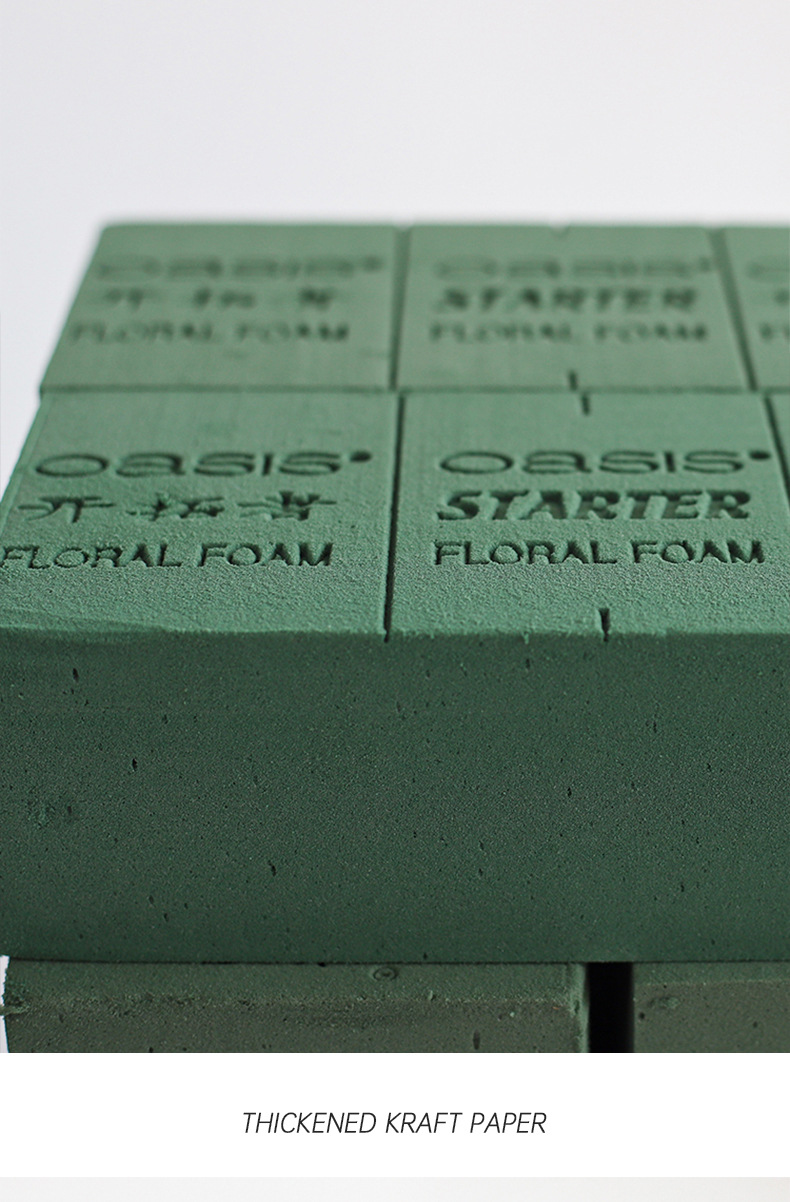 OASIS STARTER
开拓者
FLORAL FOAM FLORAL FOAM
oasis
开拓者
FLORAL FOAM
oasis
STARTER
FLORAL FOAM
THICKENED KRAFT PAPER